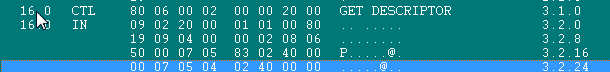 16.0 CTL 80 06 00 02 00 00 20 00 GET DESCRIPTOR 3.1.0
16.0 IN 09 02 20 00 01 01 00 80 .. ..... 3.2.0
19 09 04 00 00 02 08 06 ........ 3.2.8
50 00 07 05 83 02 40 00 P.....@. 3.2.16
00 07 05 04 02 40 00 00 .....@.. 3.2.24